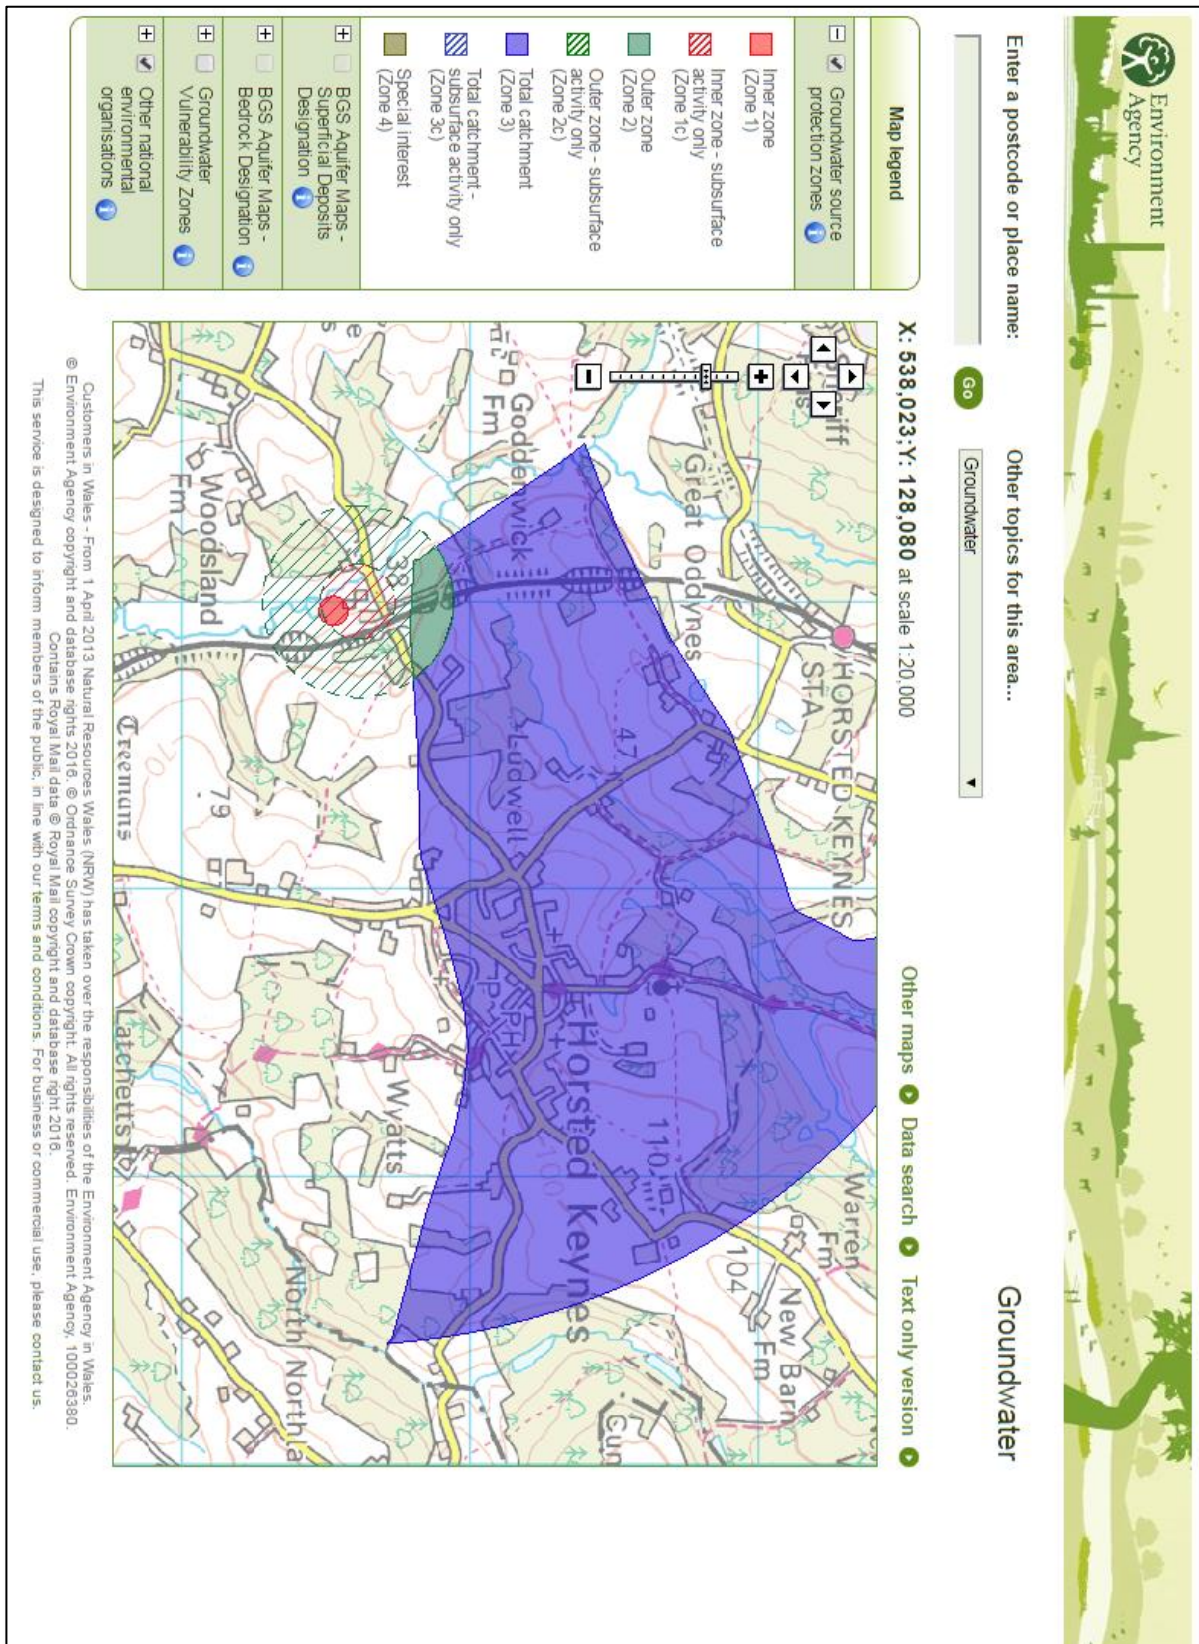 Environment
Agency
Groundwater
Enter a postcode or place name:
Go
Other topics for this area...
Groundwater
Other maps
Data search
Text only version
X: 538,023;Y: 128,080 at scale 1:20,000
Map legend
Groundwater source
protection zones
Inner zone
(Zone 1)
Inner zone - subsurface
activity only
(Zone 1c)
Outer zone
(Zone 2)
Outer zone - subsurface
activity only
(Zone 2c)
Total catchment
(Zone 3)
Total catchment -
subsurface activity only
(Zone 3c)
Special interest
(Zone 4)
BGS Aquifer Maps -
Superficial Deposits
Designation
BGS Aquifer Maps -
Bedrock Designation
Groundwater
Vulnerability Zones
Other national
environmental
organisations
HORSTED KEYNES
STA
Great Oddynes
Warren
Fm
New Barn
Fm
104
110
47
Horsted Keynes
Ludwell
PH
Goddenwick
Fm
38
Wyatts
Woodsland
Fm
79
Cremans
Latchetts
North Northla
Cun
Customers in Wales - From 1 April 2013 Natural Resources Wales (NRW) has taken over the responsibilities of the Environment Agency in Wales.
© Environment Agency copyright and database rights 2016. © Ordnance Survey Crown copyright. All rights reserved. Environment Agency, 100026380.
Contains Royal Mail data © Royal Mail copyright and database right 2016.
This service is designed to inform members of the public, in line with our terms and conditions. For business or commercial use, please contact us.